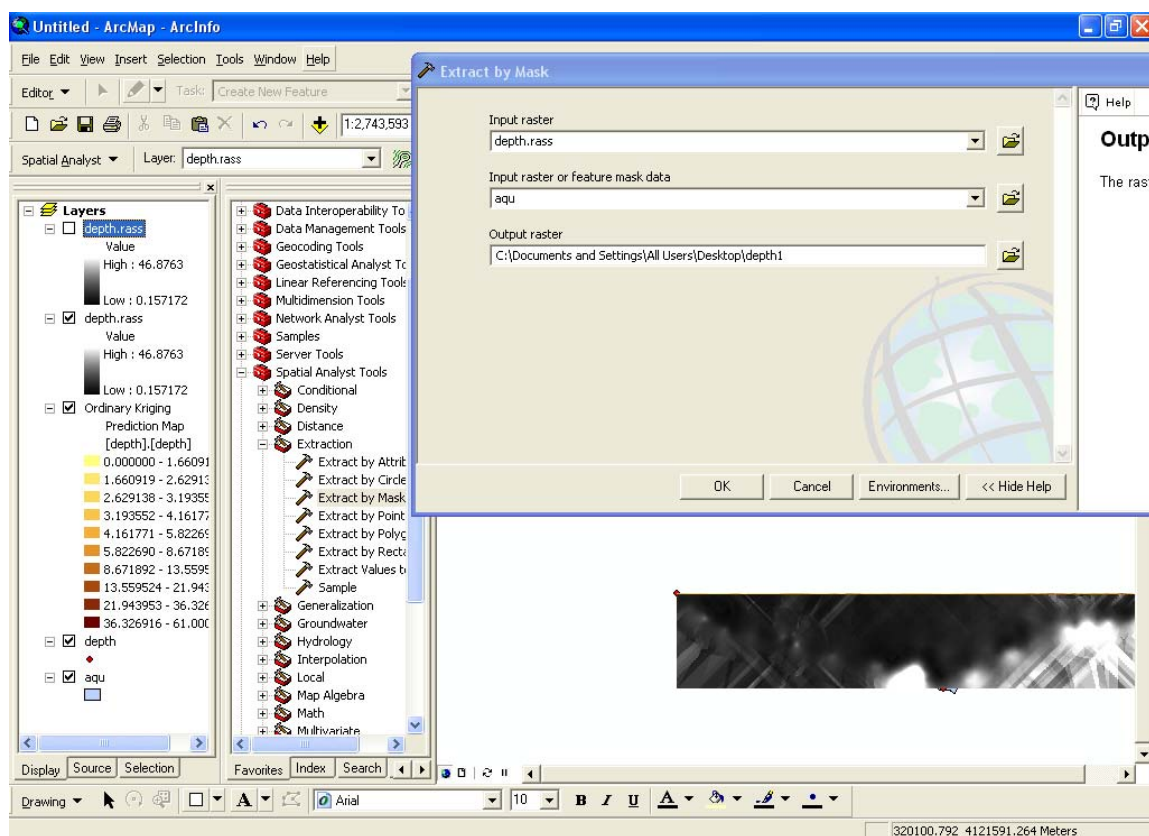 Untitled - ArcMap - ArcInfo
File Edit View Insert Selection Tools Window Help
Editor Task: Create New Feature
1:2,743,593
Spatial Analyst Layer: depth.rass
Layers
depth.rass
Value
High : 46.8763
Low : 0.157172
depth.rass
Value
High : 46.8763
Low : 0.157172
Ordinary Kriging
Prediction Map
[depth].[depth]
0.000000 - 1.66091
1.660919 - 2.62913
2.629138 - 3.19355
3.193552 - 4.16177
4.161771 - 5.82269
5.822690 - 8.67189
8.671892 - 13.5595
13.559524 - 21.943
21.943953 - 36.326
36.326916 - 61.000
depth
aqu
Display Source Selection
Data Interoperability To
Data Management Tools
Geocoding Tools
Geostatistical Analyst To
Linear Referencing Tools
Multidimension Tools
Network Analyst Tools
Samples
Server Tools
Spatial Analyst Tools
Conditional
Density
Distance
Extraction
Extract by Attrib
Extract by Circle
Extract by Mask
Extract by Point
Extract by Polyg
Extract by Recta
Extract Values to
Sample
Generalization
Groundwater
Hydrology
Interpolation
Local
Map Algebra
Math
Multivariate
Favorites Index Search
Extract by Mask
Input raster
depth.rass
Input raster or feature mask data
aqu
Output raster
C:\Documents and Settings\All Users\Desktop\depth1
OK Cancel Environments... << Hide Help
Help
Outp
The ras
Drawing A Arial 10 B I U A
320100.792 4121591.264 Meters